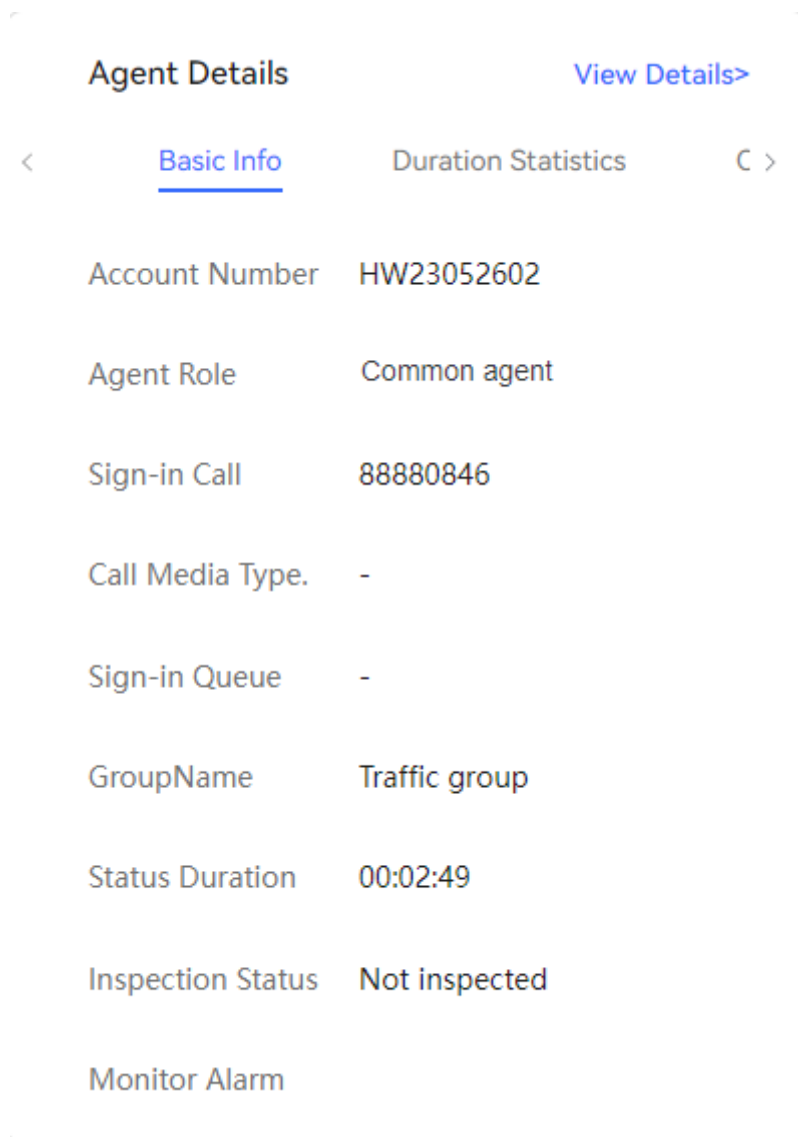 Agent Details View Details>
< Basic Info Duration Statistics C >
Account Number HW23052602
Agent Role Common agent
Sign-in Call 88880846
Call Media Type. -
Sign-in Queue -
GroupName Traffic group
Status Duration 00:02:49
Inspection Status Not inspected
Monitor Alarm